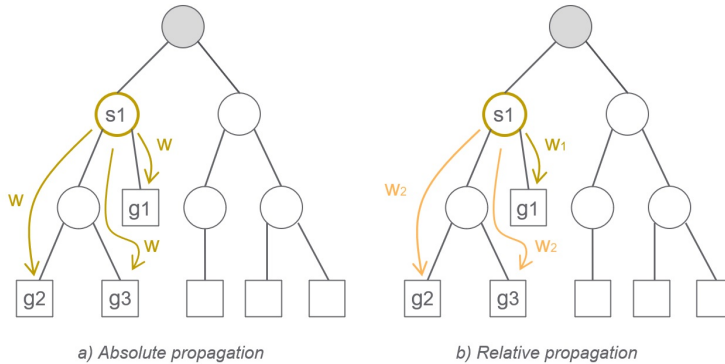 s1
w
g1
w
w
g2
g3
a) Absolute propagation
s1
w1
g1
w2
w2
g2
g3
b) Relative propagation